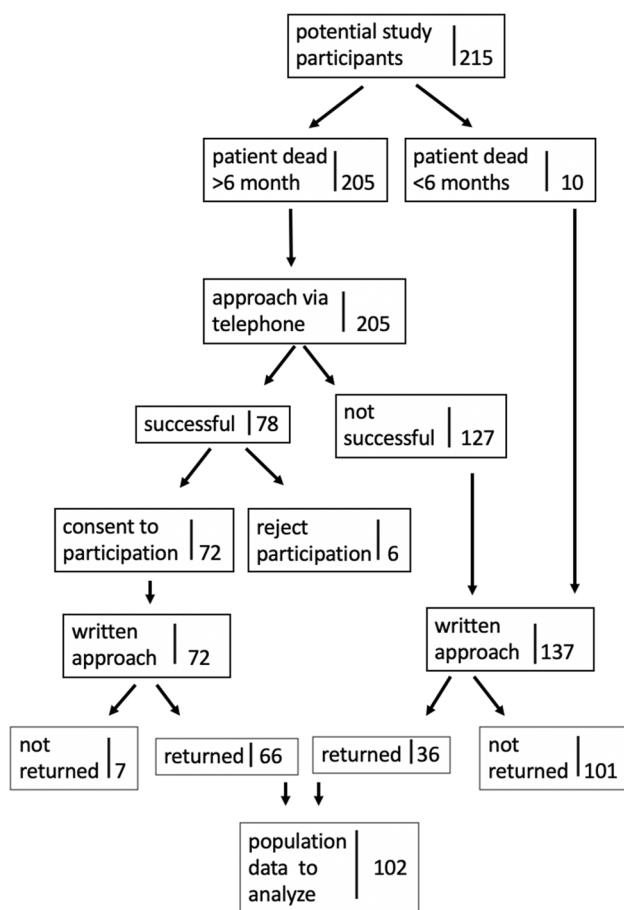 potential study
participants 215
patient dead
>6 month 205
patient dead
<6 months 10
approach via
telephone 205
successful 78
not
successful 127
consent to
participation 72
reject
participation 6
written
approach 72
written
approach 137
not
returned 7
returned 66
returned 36
not
returned 101
population
data to
analyze 102